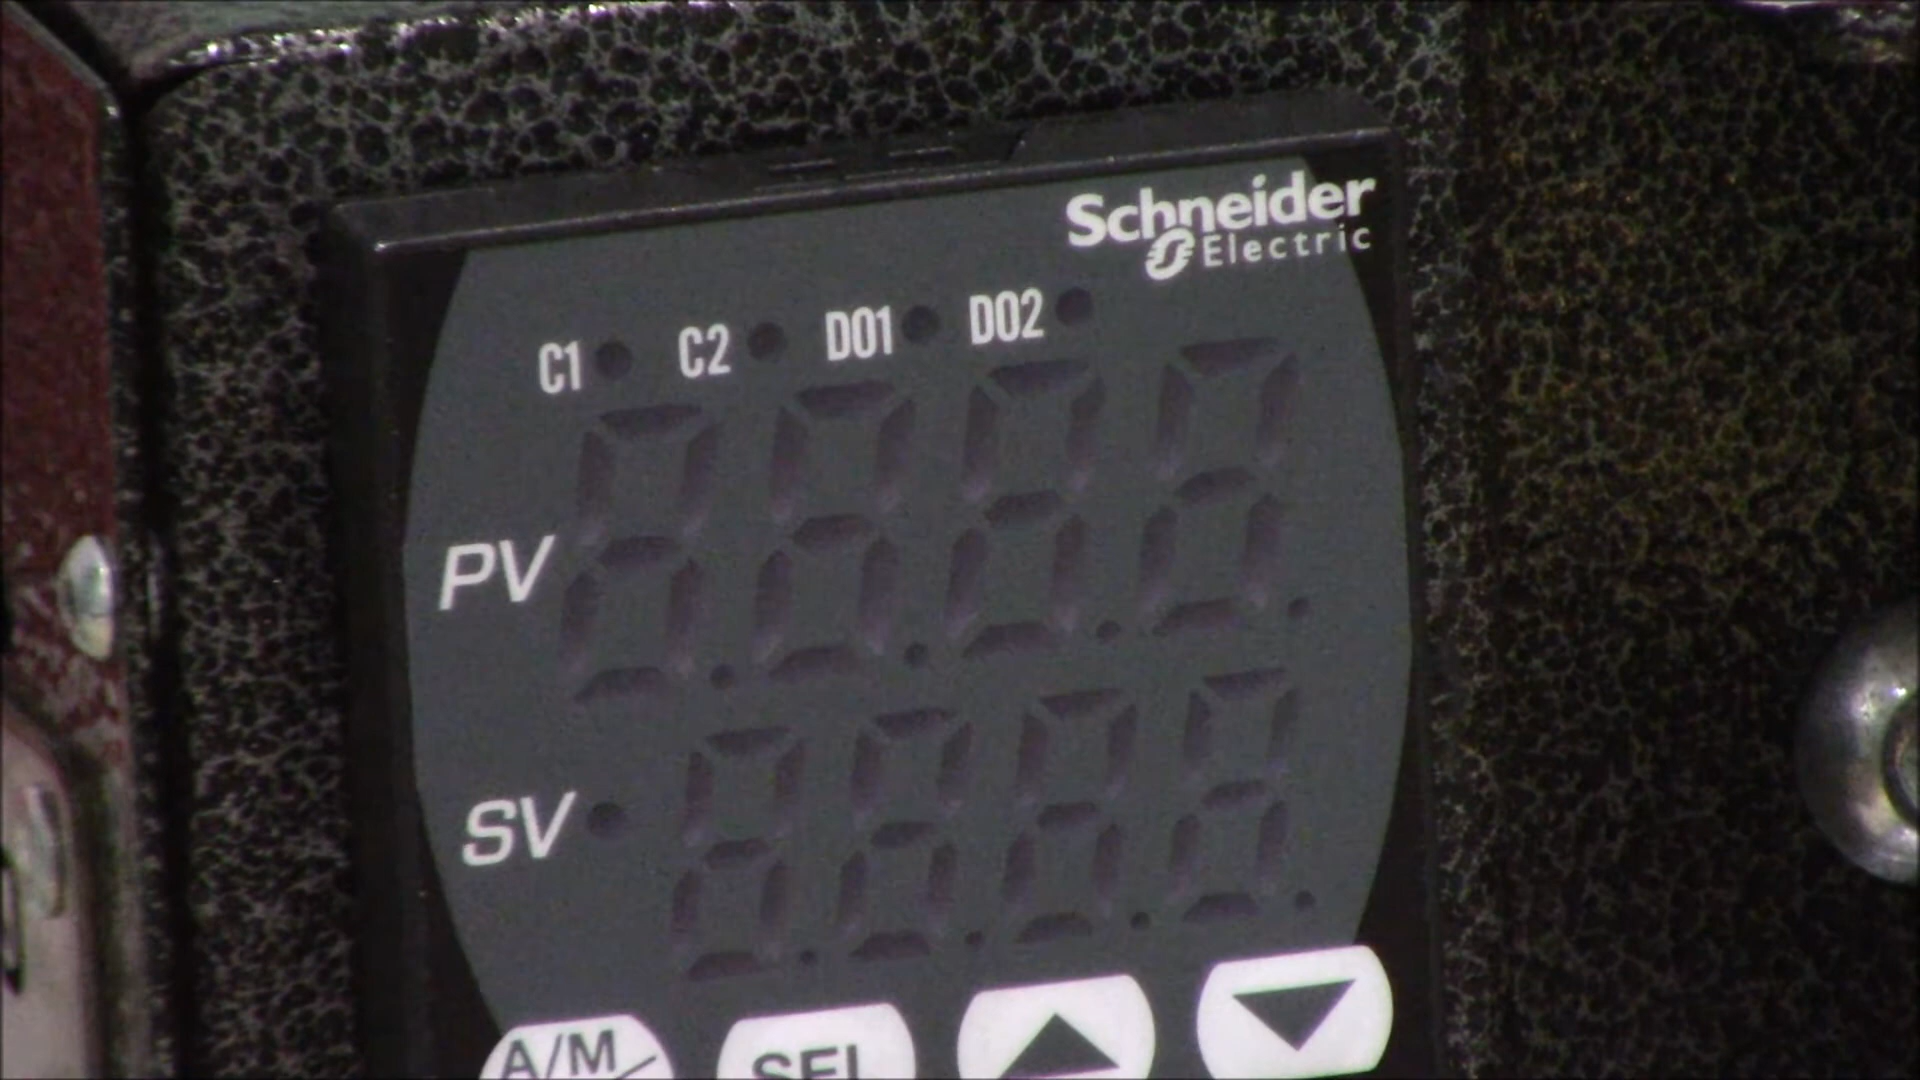 Schneider
Electric
C1 C2 DO1 DO2
PV
SV
A/M SEL